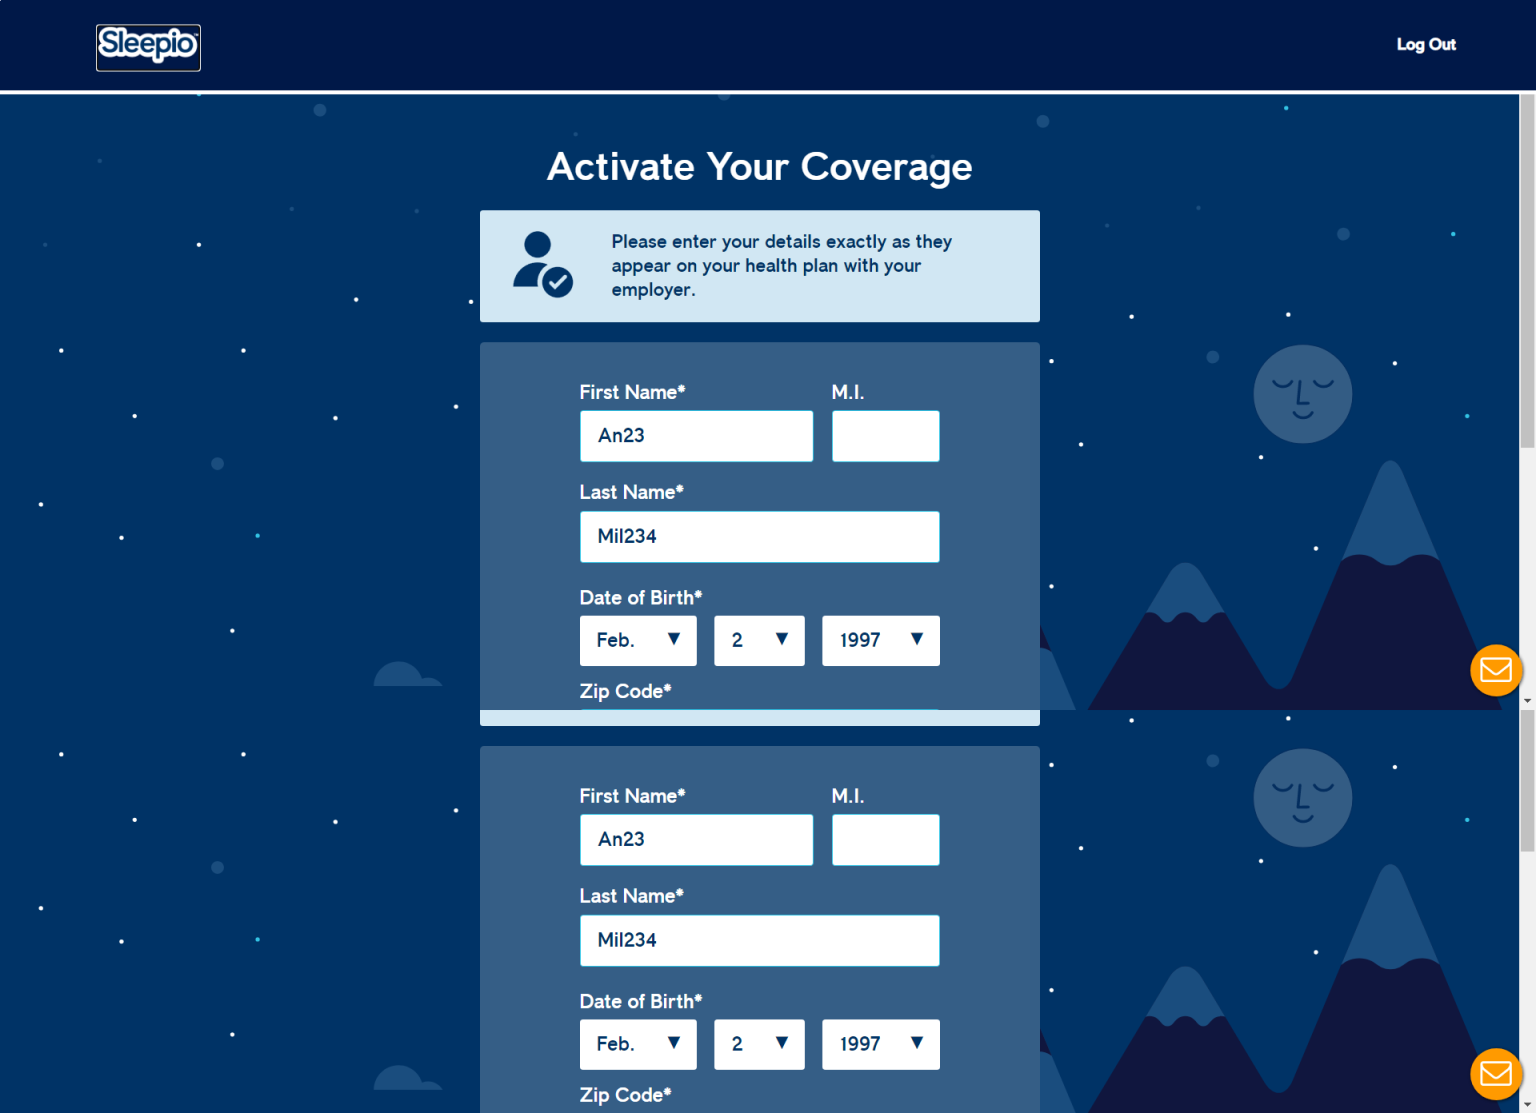 Sleepio™
Log Out
Activate Your Coverage
Please enter your details exactly as they
appear on your health plan with your
employer.
First Name* M.I.
An23
Last Name*
Mil234
Date of Birth*
Feb. ▼ 2 ▼ 1997 ▼
Zip Code*
First Name* M.I.
An23
Last Name*
Mil234
Date of Birth*
Feb. ▼ 2 ▼ 1997 ▼
Zip Code*